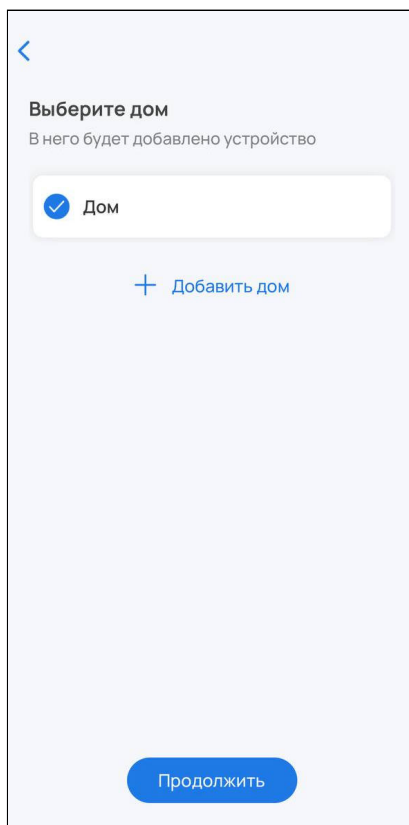 Выберите дом
В него будет добавлено устройство
Дом
Добавить дом
Продолжить